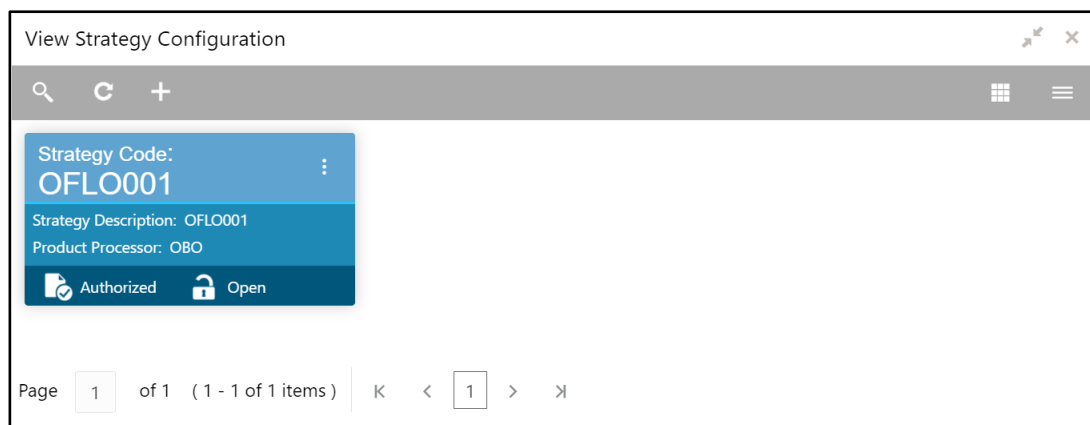 View Strategy Configuration
Strategy Code:
OFLO001
Strategy Description: OFLO001
Product Processor: OBO
Authorized Open
Page 1 of 1 ( 1 - 1 of 1 items ) 1